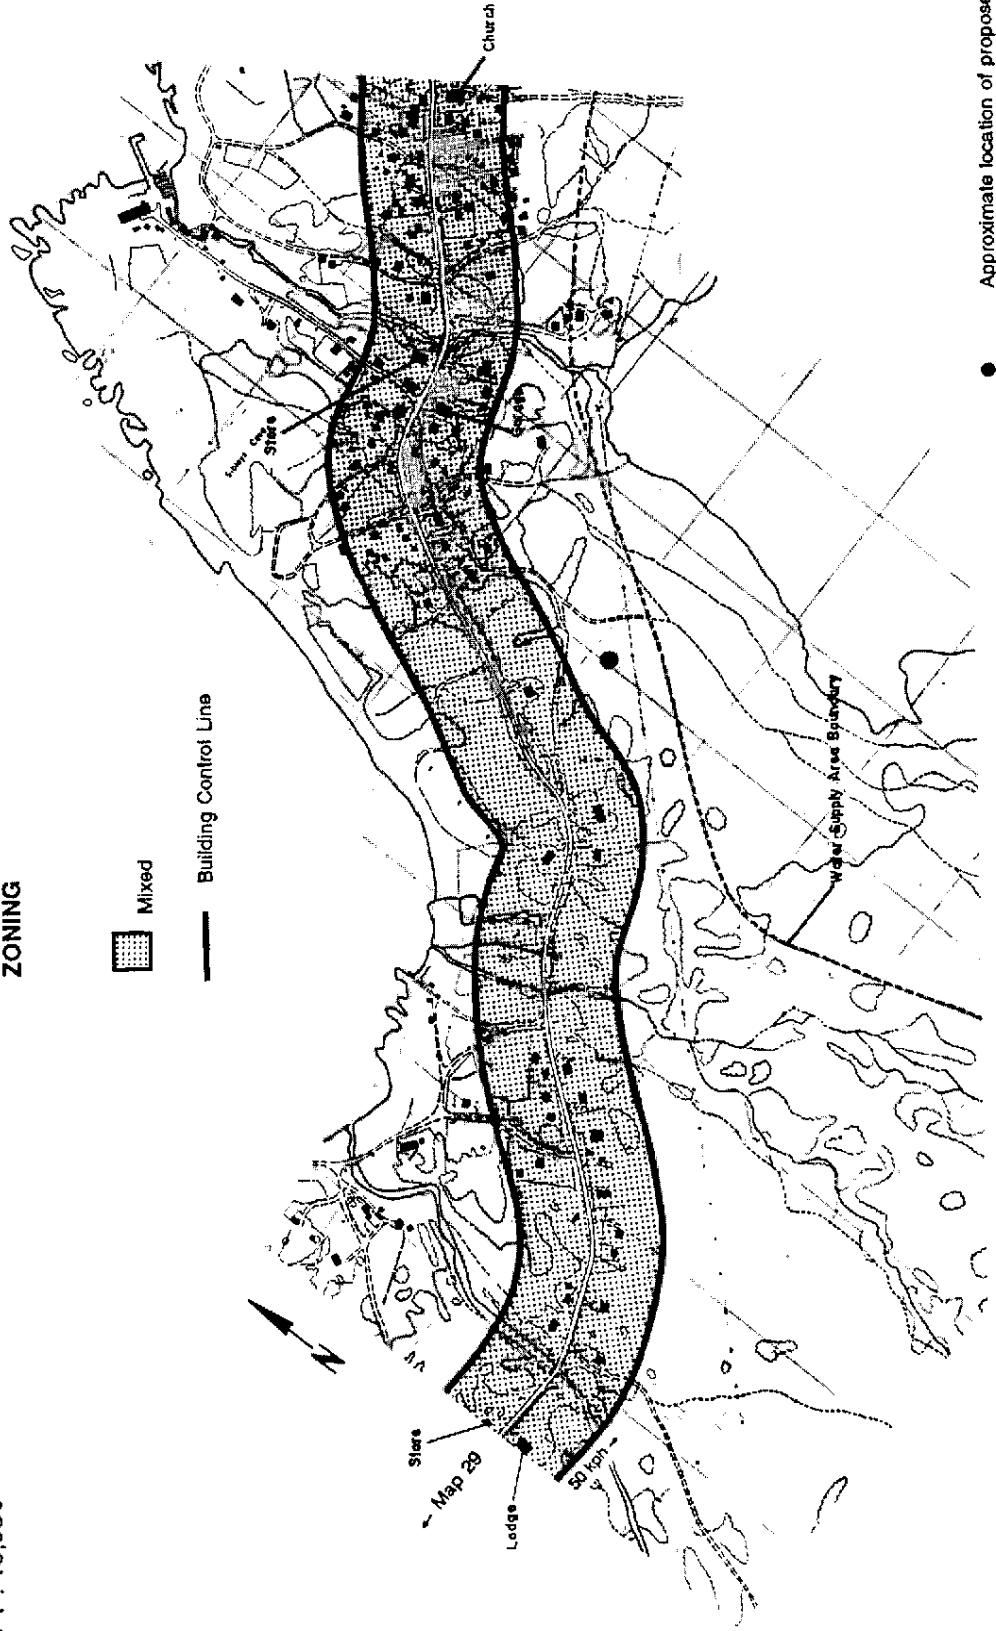 ZONING
Mixed
Building Control Line
Church
Store
Store
Map 29
Lodge
50 kph
N
Water Supply Area Boundary
Approximate location of